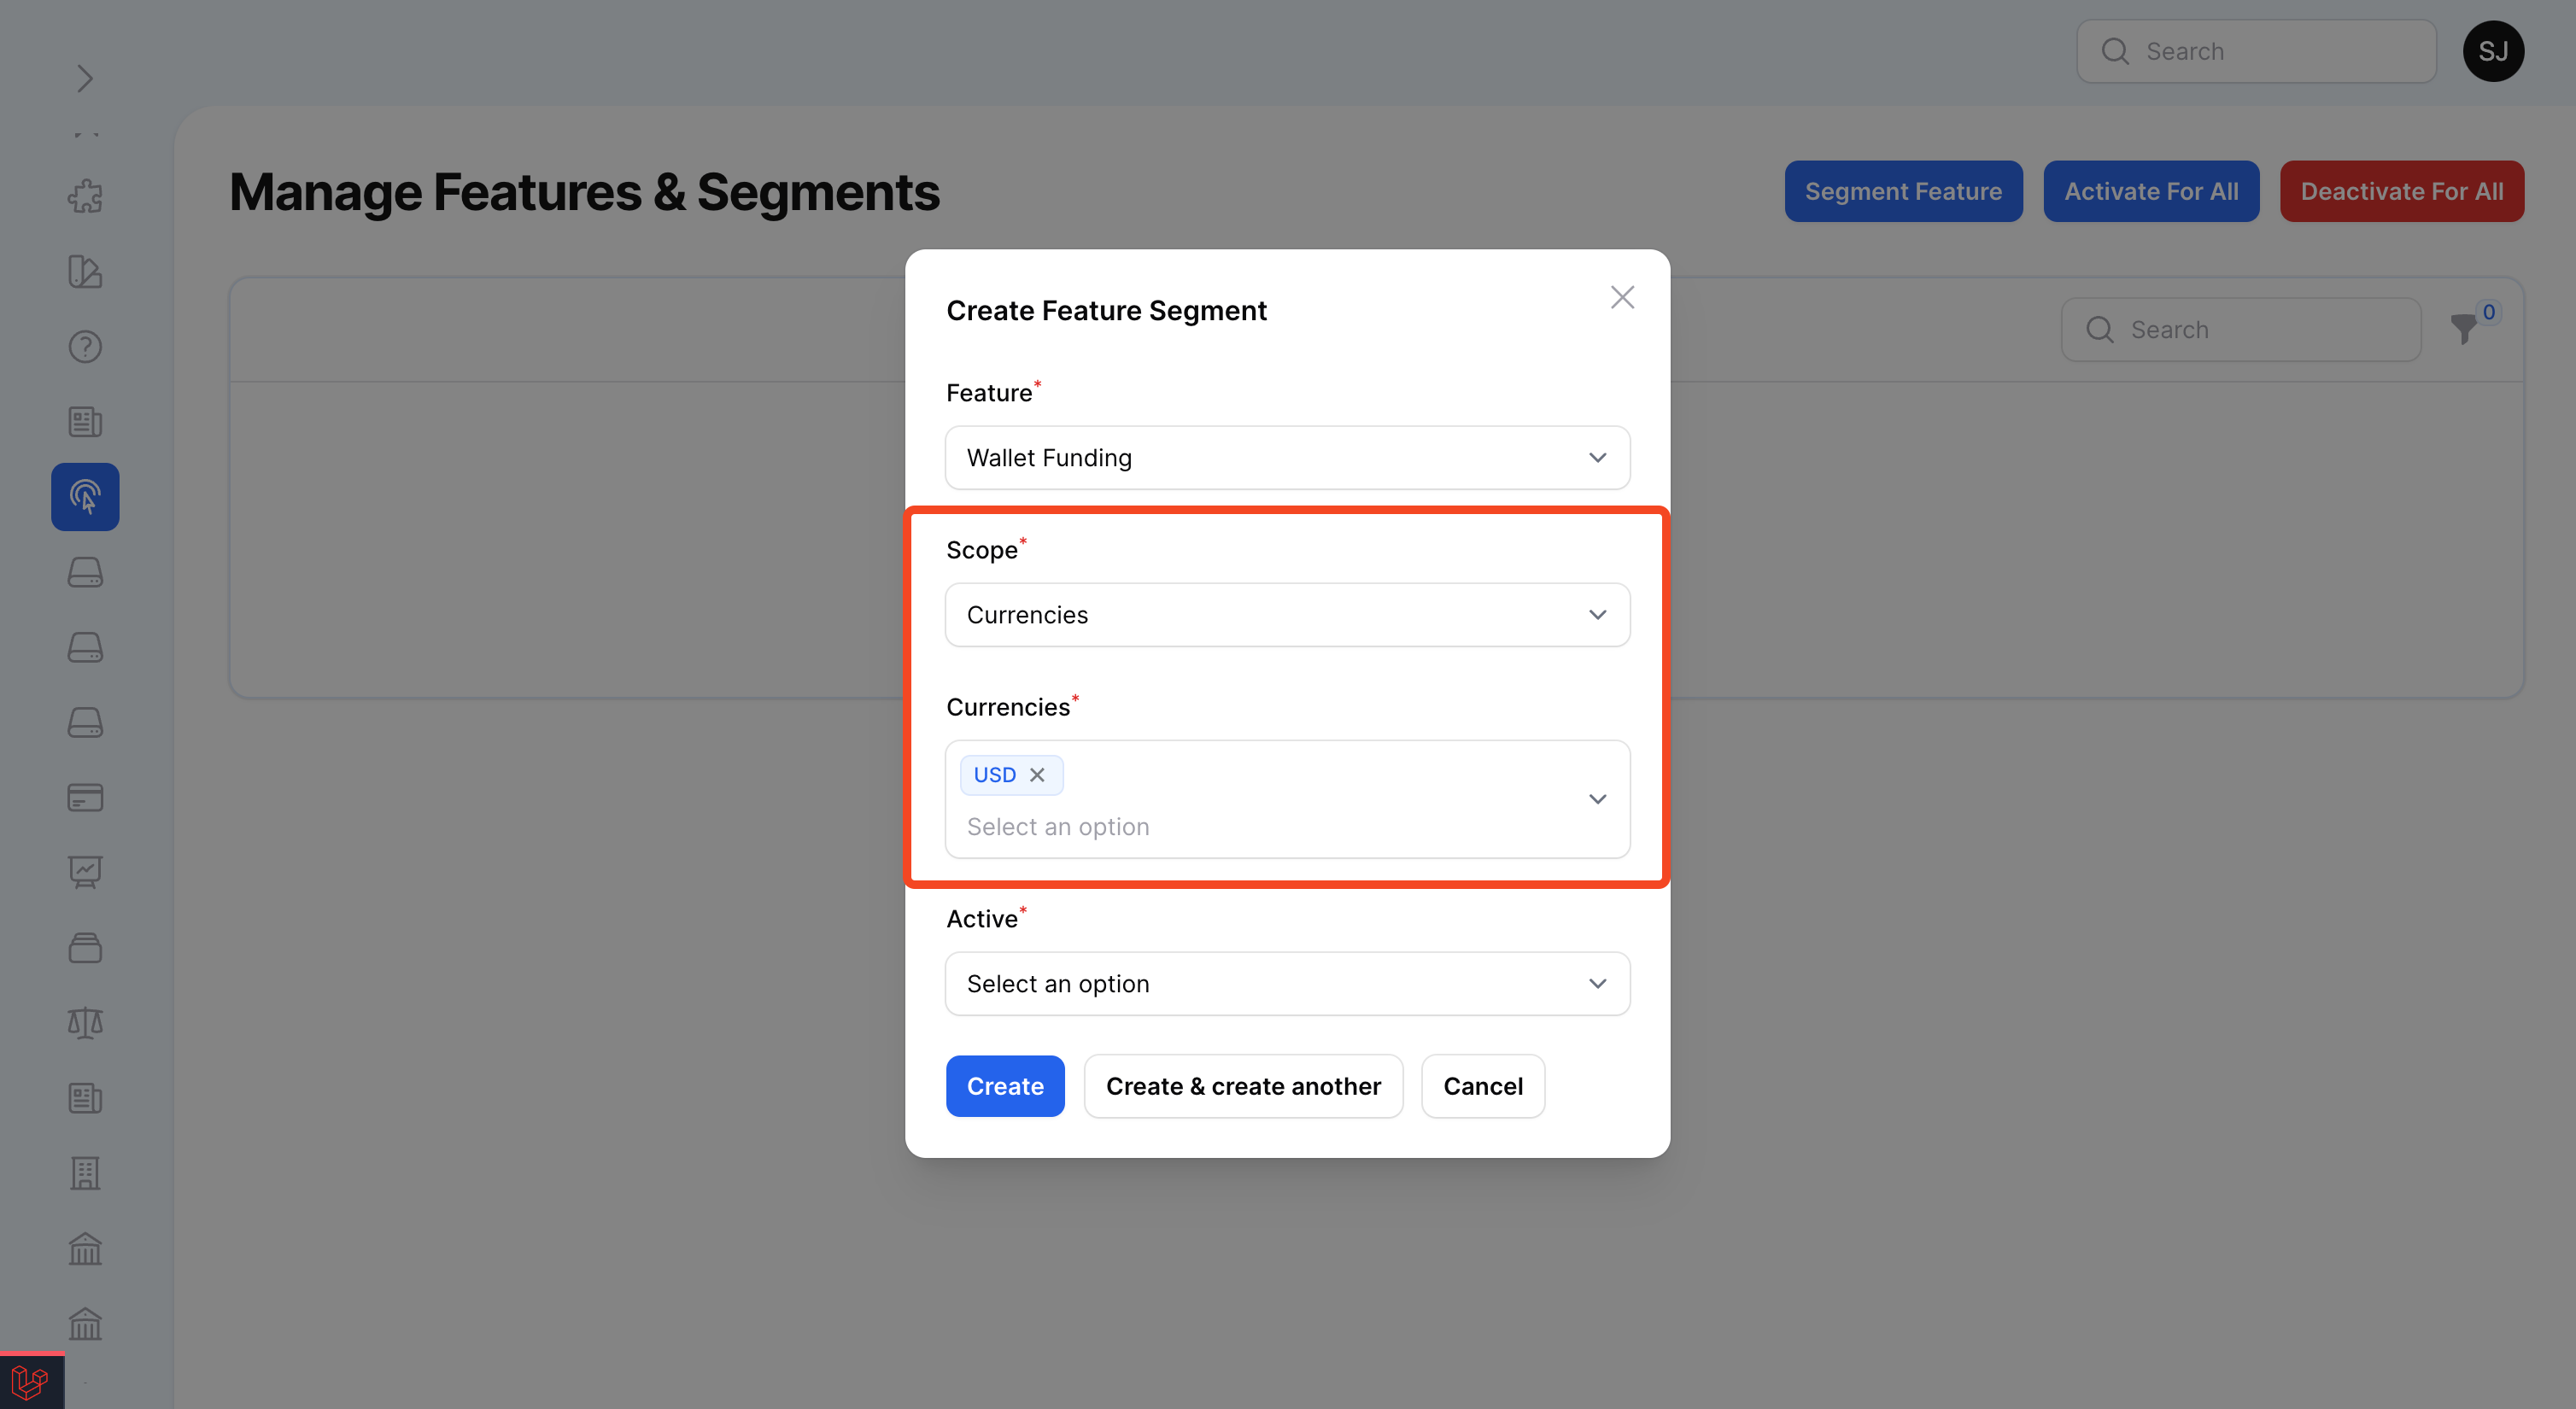 Search
SJ
Manage Features & Segments
Segment Feature
Activate For All
Deactivate For All
Search
0
Create Feature Segment
Feature*
Wallet Funding
Scope*
Currencies
Currencies*
USD
Select an option
Active*
Select an option
Create
Create & create another
Cancel